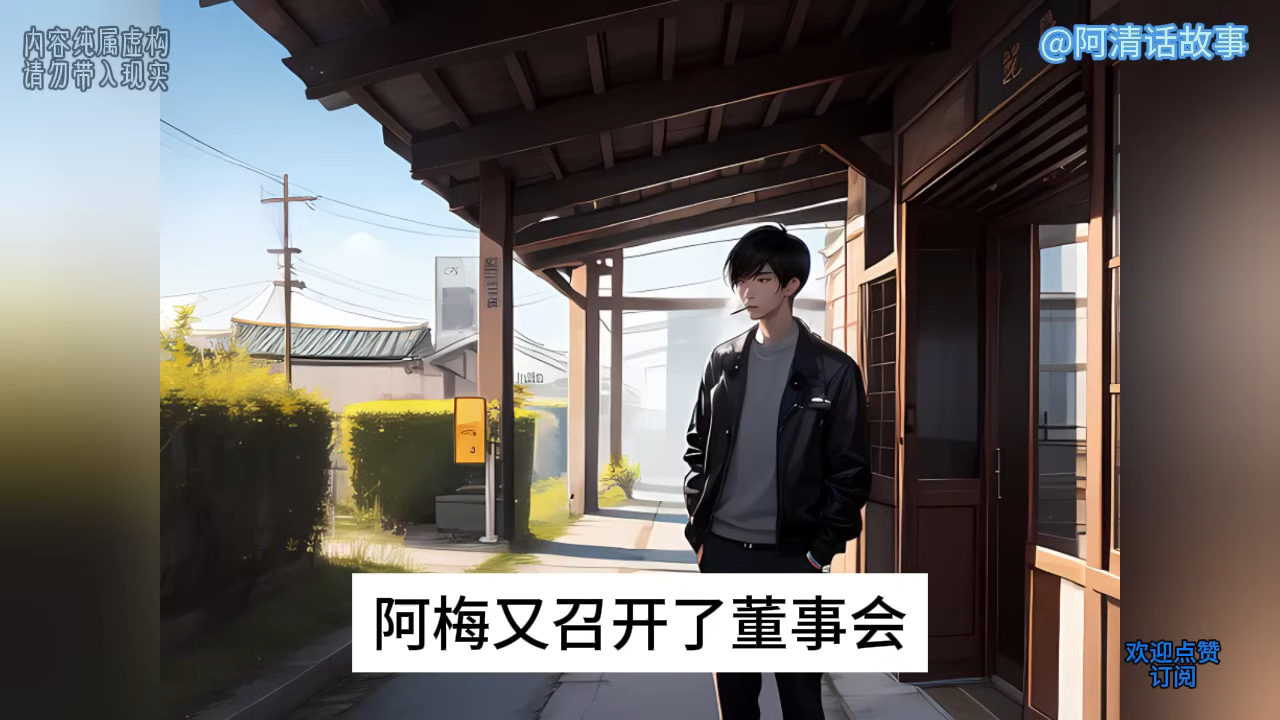 内容纯属虚构
请勿带入现实
@阿清话故事
阿梅又召开了董事会
欢迎点赞
订阅